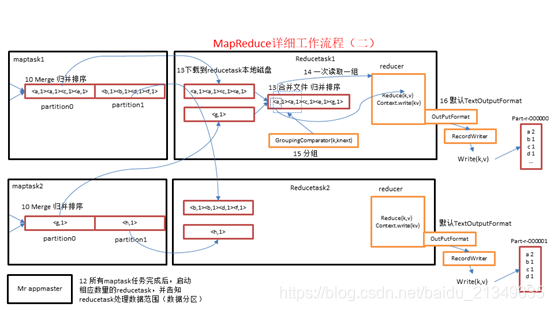 MapReduce详细工作流程（二）
maptask1
10 Merge 归并排序
<a,1><a,1><c,1><e,1>
<b,1><b,1><d,1><f,1>
partition0
partition1
Reducetask1
13下载到reducetask本地磁盘
14 一次读取一组
<a,1><a,1><c,1><e,1>
<g,1>
13 合并文件 归并排序
<a,1><a,1><c,1><e,1><g,1>
GroupingComparator(k,knext)
15 分组
reducer
Reduce(k,v)
Context.write(kv)
16 默认TextOutputFormat
OutPutFormat
RecordWriter
Write(k,v)
Part-r-000000
a 2
b 1
c 1
d 1
...
maptask2
10 Merge 归并排序
<g,1>
<h,1>
partition0
partition1
Reducetask2
<b,1><b,1><d,1><f,1>
<h,1>
reducer
Reduce(k,v)
Context.write(kv)
默认TextOutputFormat
OutPutFormat
RecordWriter
Write(k,v)
Part-r-000001
a 2
b 1
c 1
d 1
Mr appmaster
12 所有maptask任务完成后，启动
相应数量的reducetask，并告知
reducetask处理数据范围（数据分区）
https://blog.csdn.net/baidu_21349635